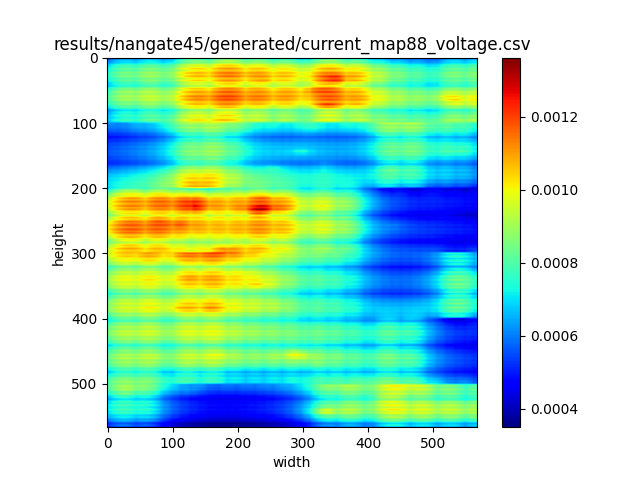 results/nangate45/generated/current_map88_voltage.csv
0
100
200
300
400
500
height
0 100 200 300 400 500
width
0.0012
0.0010
0.0008
0.0006
0.0004